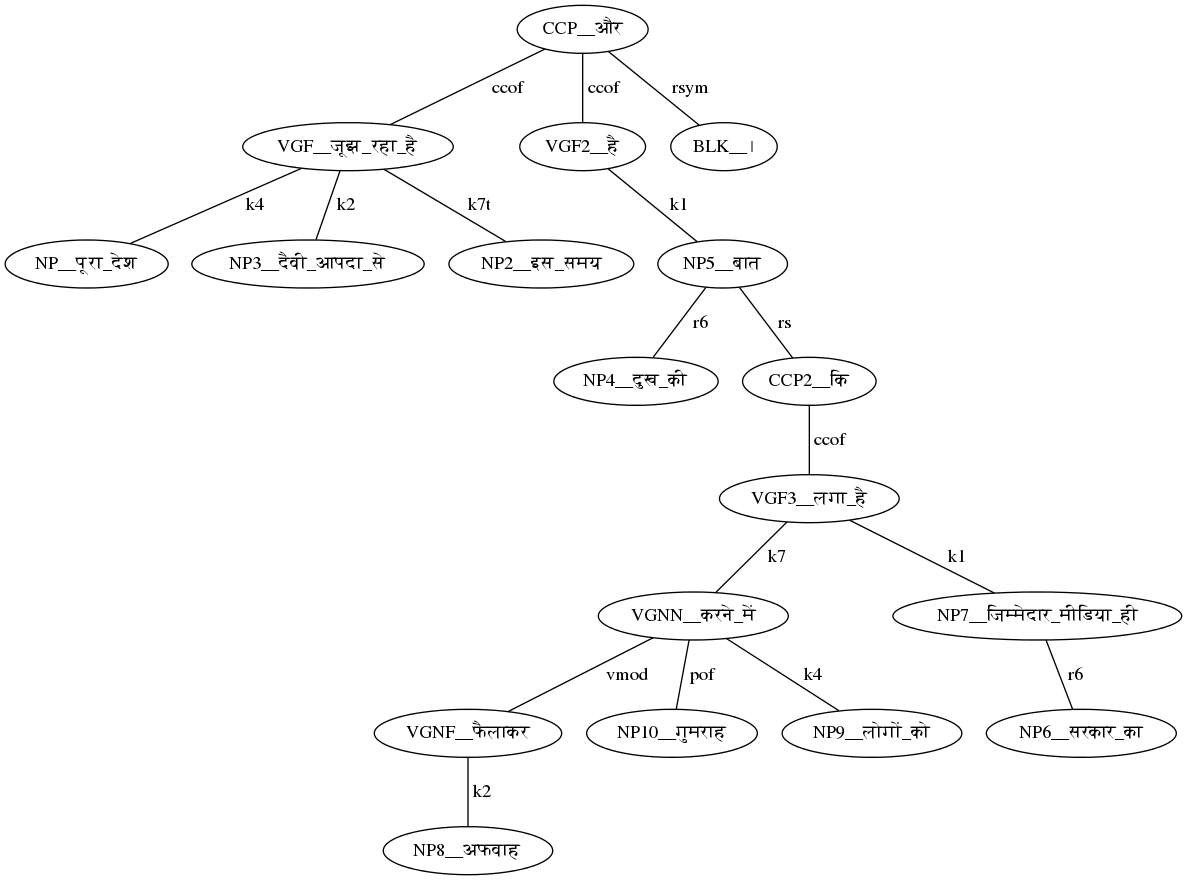 CCP__और
ccof ccof rsym
VGF__जूझ_रहा_है VGF2__है BLK__।
k4 k2 k7t k1
NP__पूरा_देश NP3__दैवी_आपदा_से NP2__इस_समय NP5__बात
r6 rs
NP4__दुख_की CCP2__कि
ccof
VGF3__लगा_है
k7 k1
VGNN__करने_में NP7__जिम्मेदार_मीडिया_ही
vmod pof k4 r6
VGNF__फैलाकर NP10__गुमराह NP9__लोगों_को NP6__सरकार_का
k2
NP8__अफवाह